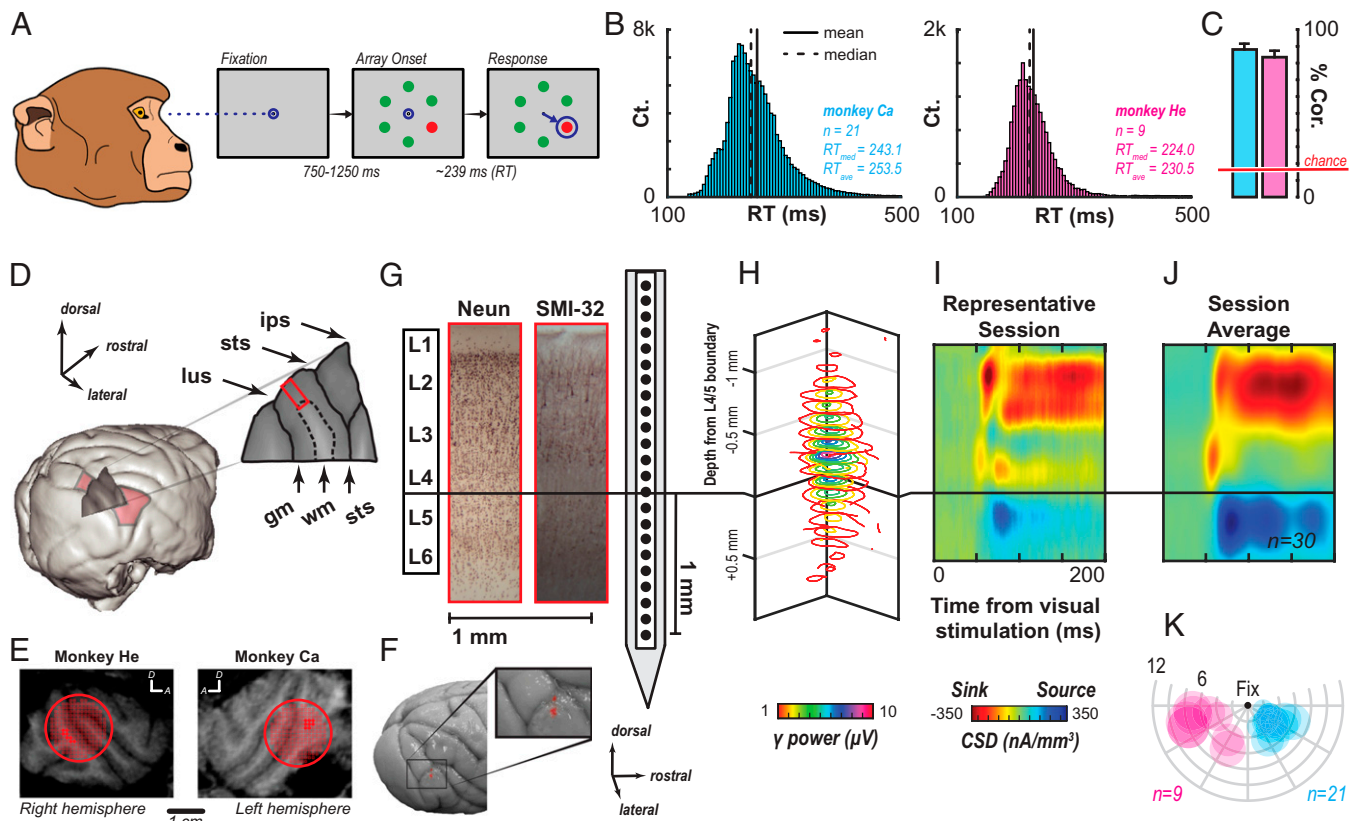 A
Fixation
Array Onset
Response
750-1250 ms
~239 ms (RT)
B
8k
Ct.
0
100
RT (ms)
500
mean
median
monkey Ca
n = 21
RTmed = 243.1
RTave = 253.5
2k
Ct.
0
100
RT (ms)
500
monkey He
n = 9
RTmed = 224.0
RTave = 230.5
C
100
% Cor.
chance
0
D
dorsal
rostral
lateral
ips
sts
lus
gm
wm
sts
G
Neun
SMI-32
L1
L2
L3
L4
L5
L6
1 mm
1 mm
H
Depth from L4/5 boundary
-1 mm
-0.5 mm
+0.5 mm
1
10
γ power (µV)
I
Representative
Session
0
200
Time from visual
stimulation (ms)
J
Session
Average
n=30
Sink
Source
-350
350
CSD (nA/mm³)
E
Monkey He
D
A
Right hemisphere
Monkey Ca
D
A
Left hemisphere
1 cm
F
dorsal
rostral
lateral
K
12
6
Fix
n=9
n=21